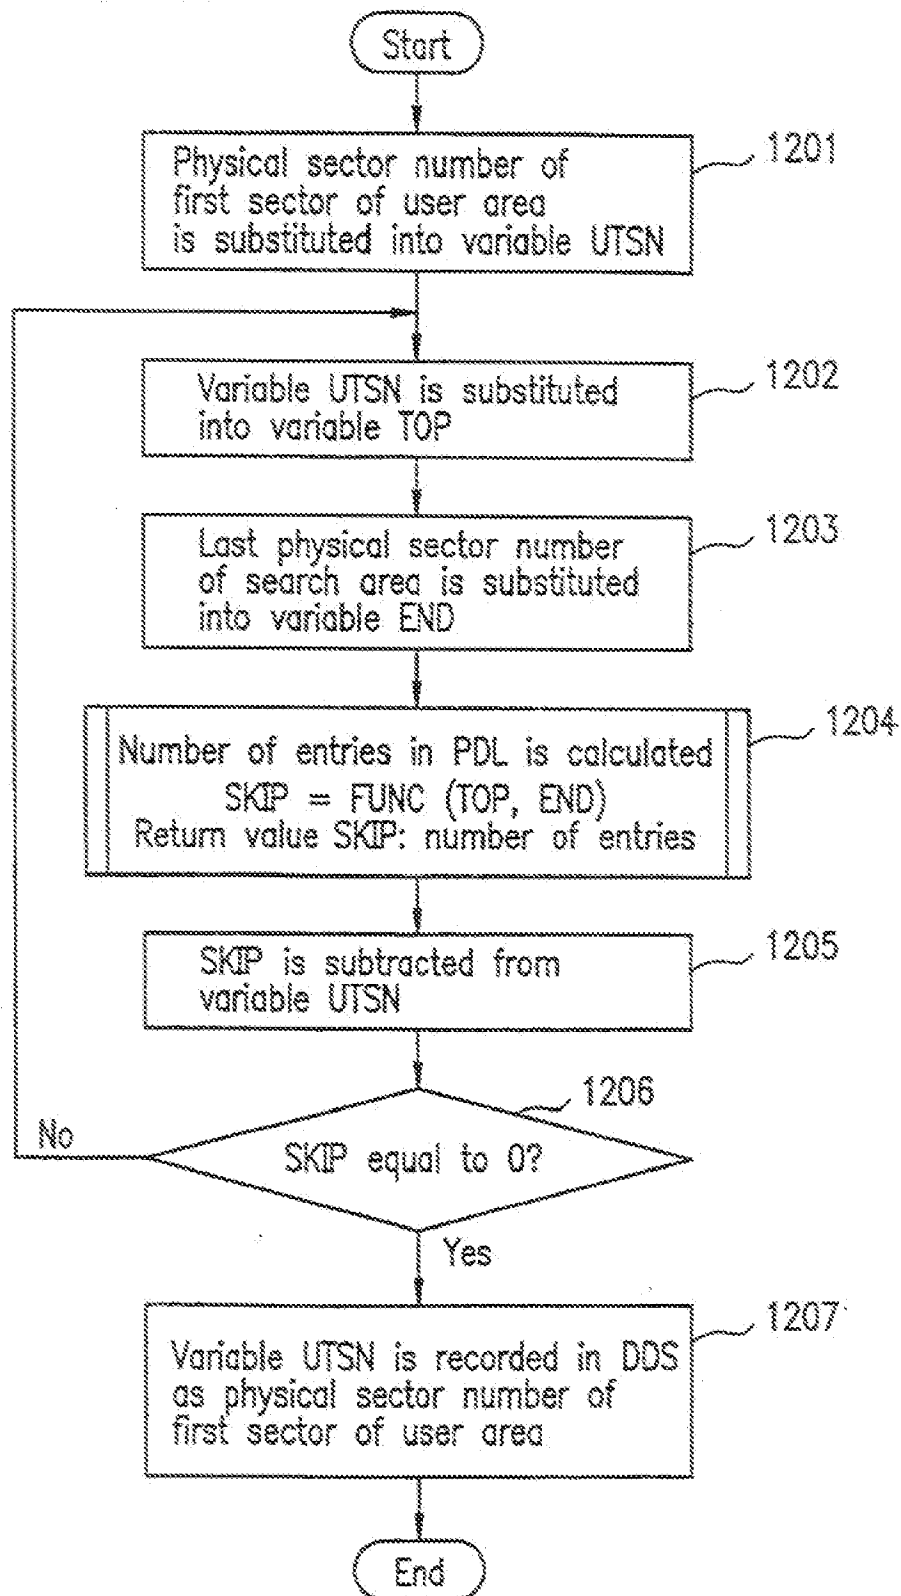 Start
1201
Physical sector number of
first sector of user area
is substituted into variable UTSN
1202
Variable UTSN is substituted
into variable TOP
1203
Last physical sector number
of search area is substituted
into variable END
1204
Number of entries in PDL is calculated
SKIP = FUNC (TOP, END)
Return value SKIP: number of entries
1205
SKIP is subtracted from
variable UTSN
1206
No
SKIP equal to 0?
Yes
1207
Variable UTSN is recorded in DDS
as physical sector number of
first sector of user area
End